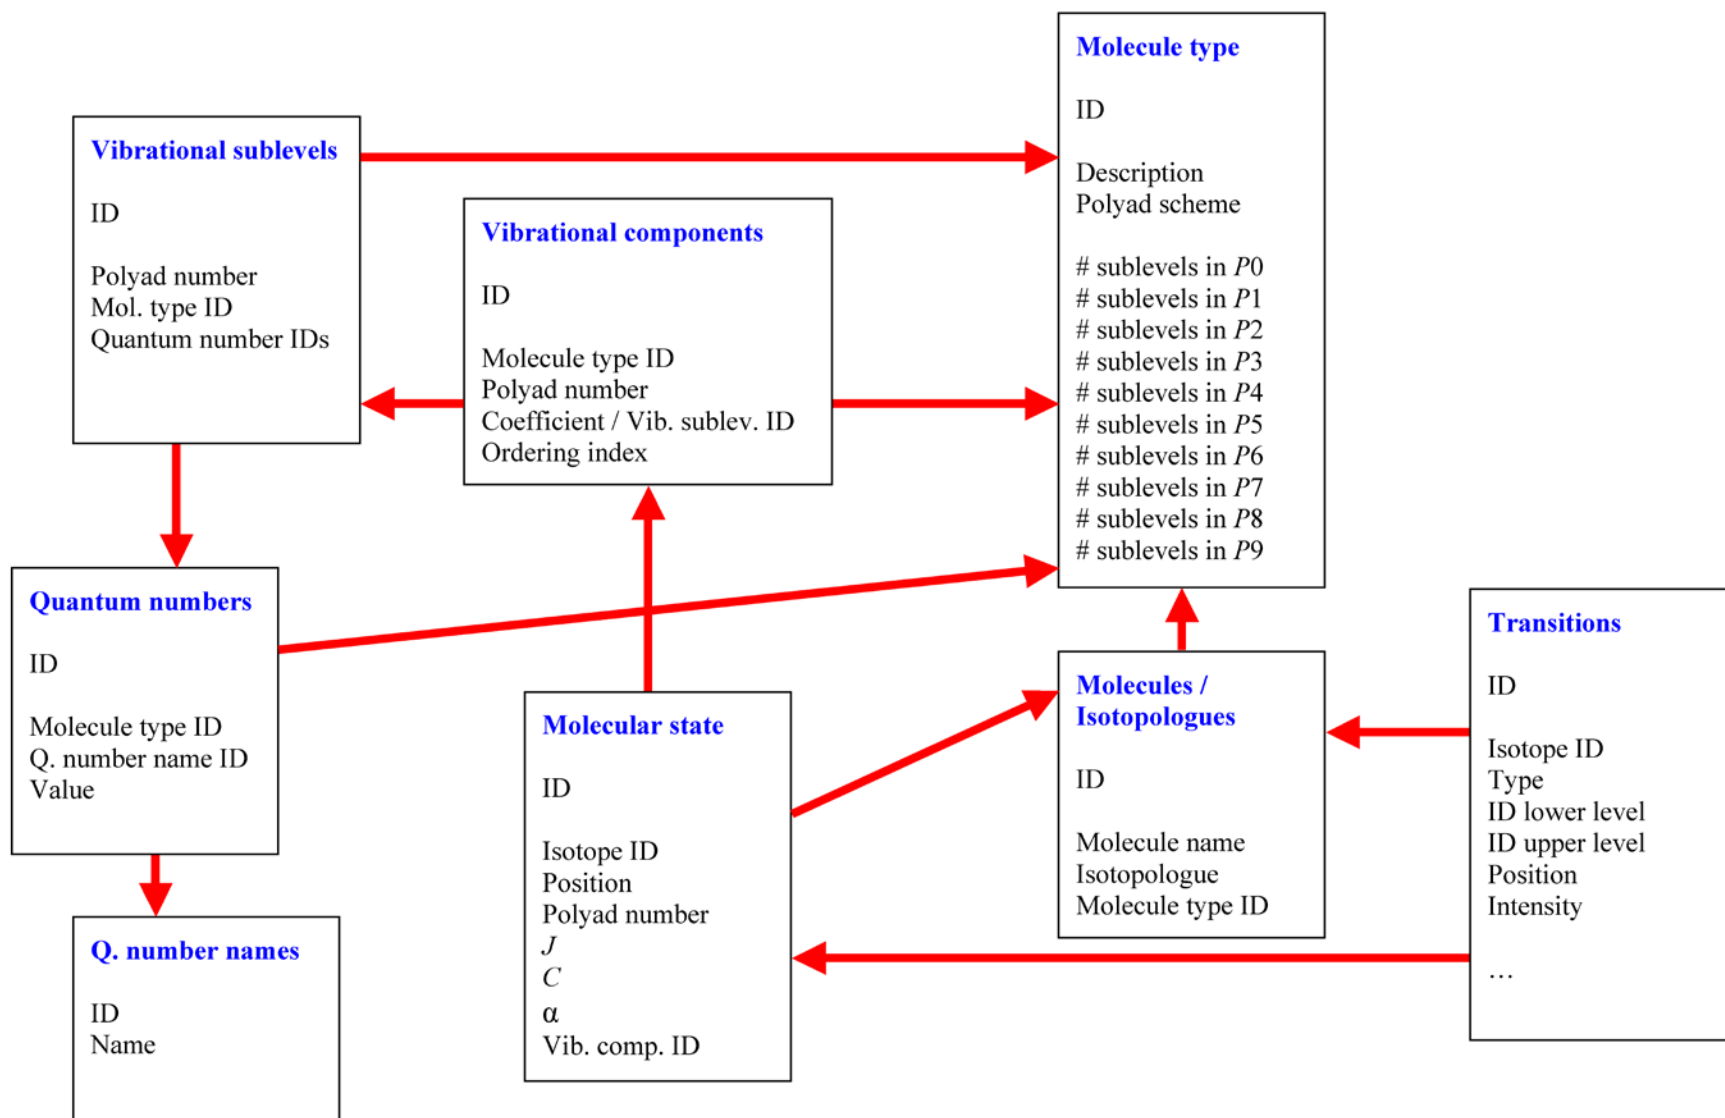 Molecule type
ID
Description
Polyad scheme
# sublevels in P0
# sublevels in P1
# sublevels in P2
# sublevels in P3
# sublevels in P4
# sublevels in P5
# sublevels in P6
# sublevels in P7
# sublevels in P8
# sublevels in P9
Vibrational sublevels
ID
Polyad number
Mol. type ID
Quantum number IDs
Vibrational components
ID
Molecule type ID
Polyad number
Coefficient / Vib. sublev. ID
Ordering index
Quantum numbers
ID
Molecule type ID
Q. number name ID
Value
Q. number names
ID
Name
Molecular state
ID
Isotope ID
Position
Polyad number
J
C
α
Vib. comp. ID
Molecules /
Isotopologues
ID
Molecule name
Isotopologue
Molecule type ID
Transitions
ID
Isotope ID
Type
ID lower level
ID upper level
Position
Intensity
…